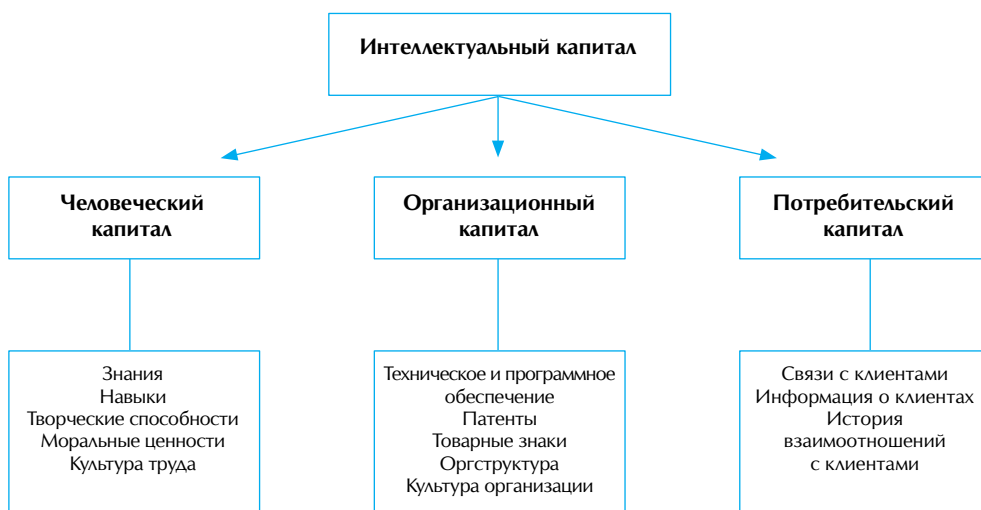 Интеллектуальный капитал
Человеческий
капитал
Организационный
капитал
Потребительский
капитал
Знания
Навыки
Творческие способности
Моральные ценности
Культура труда
Техническое и программное
обеспечение
Патенты
Товарные знаки
Оргструктура
Культура организации
Связи с клиентами
Информация о клиентах
История
взаимоотношений
с клиентами